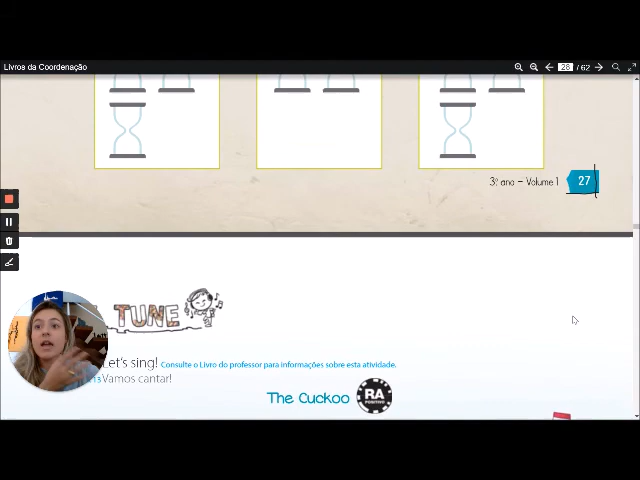 Livros da Coordenação
28 / 62
3º. ano – Volume 1 27
TUNE
Let's sing! Consulte o Livro do professor para informações sobre esta atividade.
Vamos cantar!
The Cuckoo RA
POSITIVO